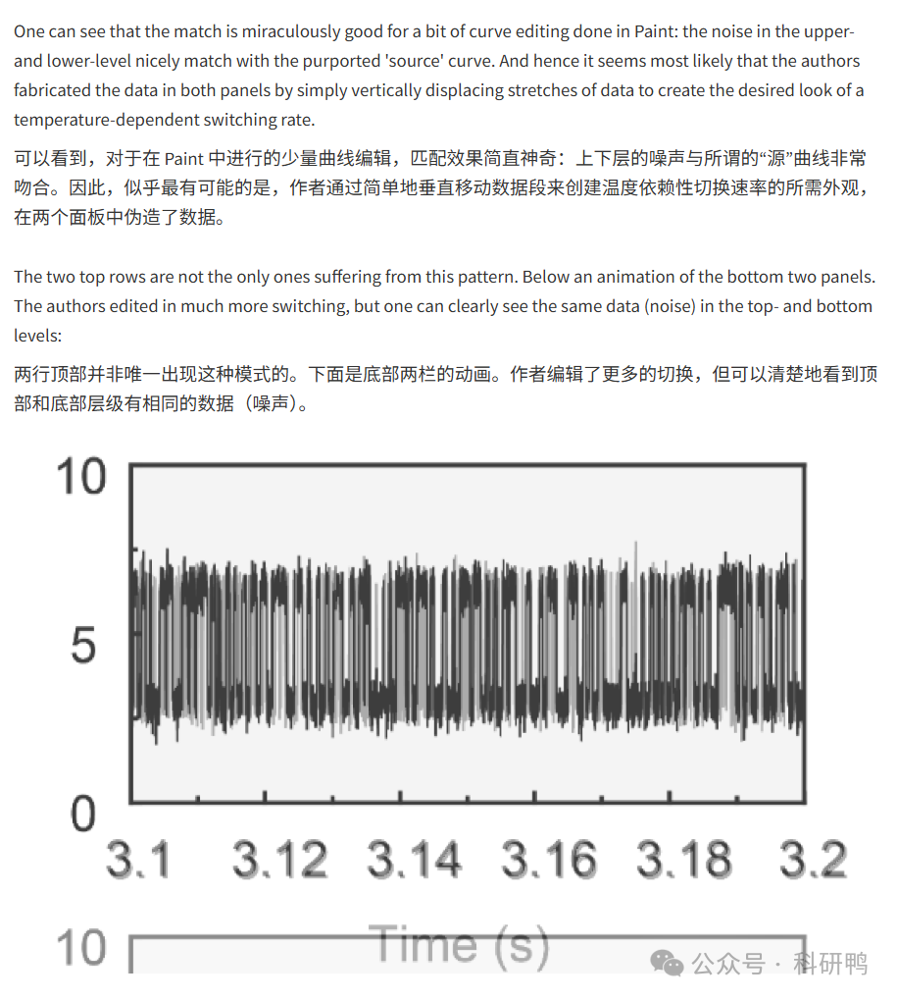 One can see that the match is miraculously good for a bit of curve editing done in Paint: the noise in the upper-
and lower-level nicely match with the purported 'source' curve. And hence it seems most likely that the authors
fabricated the data in both panels by simply vertically displacing stretches of data to create the desired look of a
temperature-dependent switching rate.
可以看到，对于在 Paint 中进行的少量曲线编辑，匹配效果简直神奇：上下层的噪声与所谓的“源”曲线非常
吻合。因此，似乎最有可能的是，作者通过简单地垂直移动数据段来创建温度依赖性切换速率的所需外观，
在两个面板中伪造了数据。
The two top rows are not the only ones suffering from this pattern. Below an animation of the bottom two panels.
The authors edited in much more switching, but one can clearly see the same data (noise) in the top- and bottom
levels:
两行顶部并非唯一出现这种模式的。下面是底部两栏的动画。作者编辑了更多的切换，但可以清楚地看到顶
部和底部层级有相同的数据（噪声）。
10
5
0
3.1 3.12 3.14 3.16 3.18 3.2
Time (s)
10
公众号 · 科研鸭